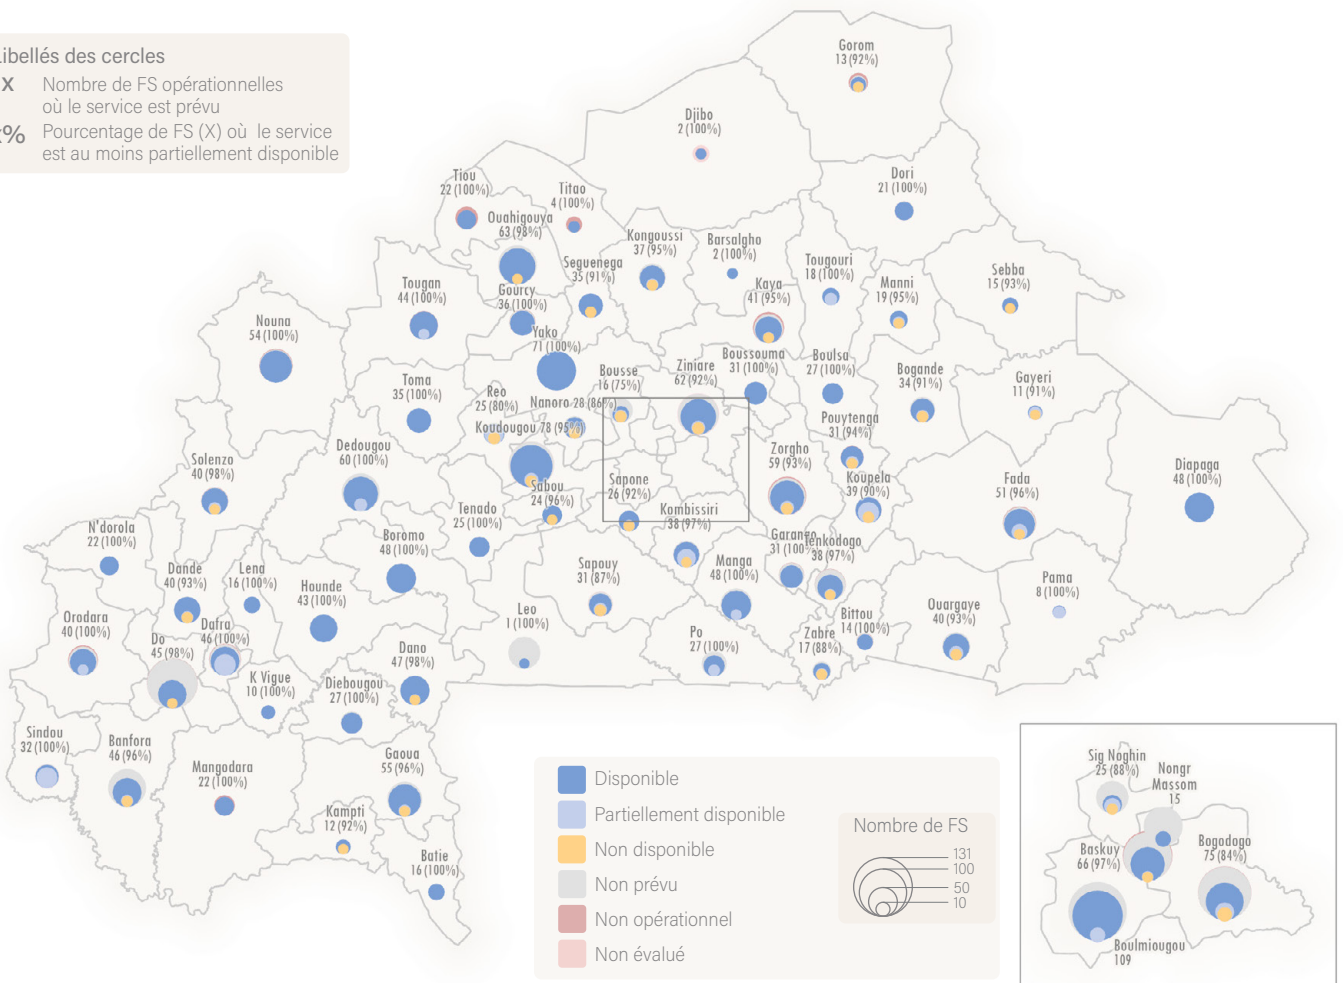 Libellés des cercles
X Nombre de FS opérationnelles
où le service est prévu
% Pourcentage de FS (X) où le service
est au moins partiellement disponible
Gorom
13 (92%)
Djibo
2 (100%)
Dori
21 (100%)
Tiou
22 (100%)
Titao
4 (100%)
Ouahigouya
63 (98%)
Kongoussi
37 (95%)
Barsalgho
2 (100%)
Tougouri
18 (100%)
Seguenega
35 (91%)
Sebba
15 (93%)
Manni
19 (95%)
Kaya
41 (95%)
Tougan
44 (100%)
Gourcy
36 (100%)
Nouna
54 (100%)
Yako
71 (100%)
Boussouma
31 (100%)
Boulsa
27 (100%)
Ziniare
62 (92%)
Bousse
16 (75%)
Bogande
34 (91%)
Gayeri
11 (91%)
Toma
35 (100%)
Reo
25 (80%)
Nanoro 28 (86%)
Koudougou 78 (95%)
Pouytenga
31 (94%)
Dedougou
60 (100%)
Zorgho
59 (93%)
Solenzo
40 (98%)
Diapaga
48 (100%)
Koupela
39 (90%)
Fada
51 (96%)
Sabou
24 (96%)
Sapone
26 (92%)
Tenado
25 (100%)
Kombissiri
38 (97%)
N'dorola
22 (100%)
Boromo
48 (100%)
Garango
31 (100%)
Tenkodogo
38 (97%)
Dande
40 (93%)
Lena
16 (100%)
Hounde
43 (100%)
Sapouy
31 (87%)
Manga
48 (100%)
Pama
8 (100%)
Orodara
40 (100%)
Leo
1 (100%)
Bittou
14 (100%)
Ouargaye
40 (93%)
Dafra
46 (100%)
Do
45 (98%)
Po
27 (100%)
Zabre
17 (88%)
Dano
47 (98%)
K Vigue
10 (100%)
Diebougou
27 (100%)
Sindou
32 (100%)
Banfora
46 (96%)
Mangodara
22 (100%)
Gaoua
55 (96%)
Kampti
12 (92%)
Batie
16 (100%)
Disponible
Partiellement disponible
Non disponible
Non prévu
Non opérationnel
Non évalué
Nombre de FS
131
100
50
10
Sig Noghin
25 (88%)
Nongr
Massom
15
Baskuy
66 (97%)
Bogodogo
75 (84%)
Boulmiougou
109